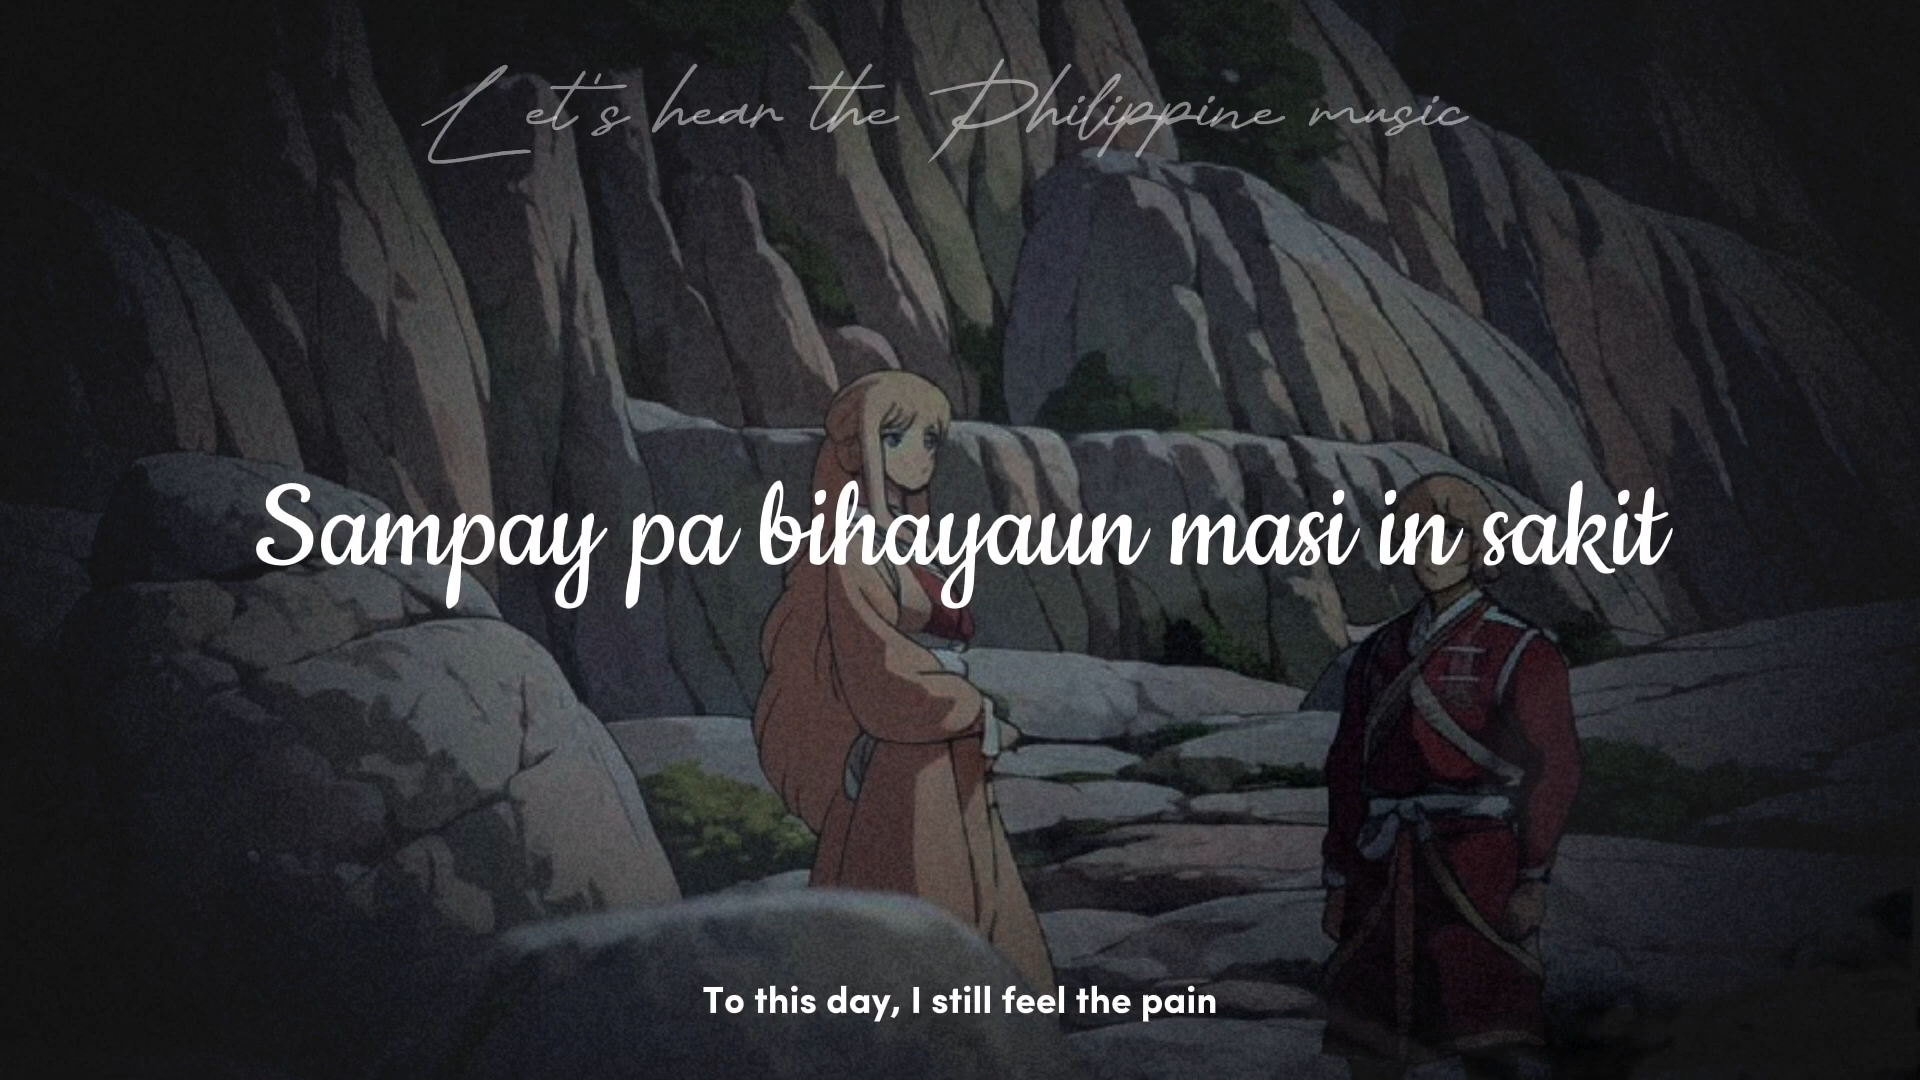 Let's hear the Philippine music
Sampay pa bihayaun masi in sakit
To this day, I still feel the pain